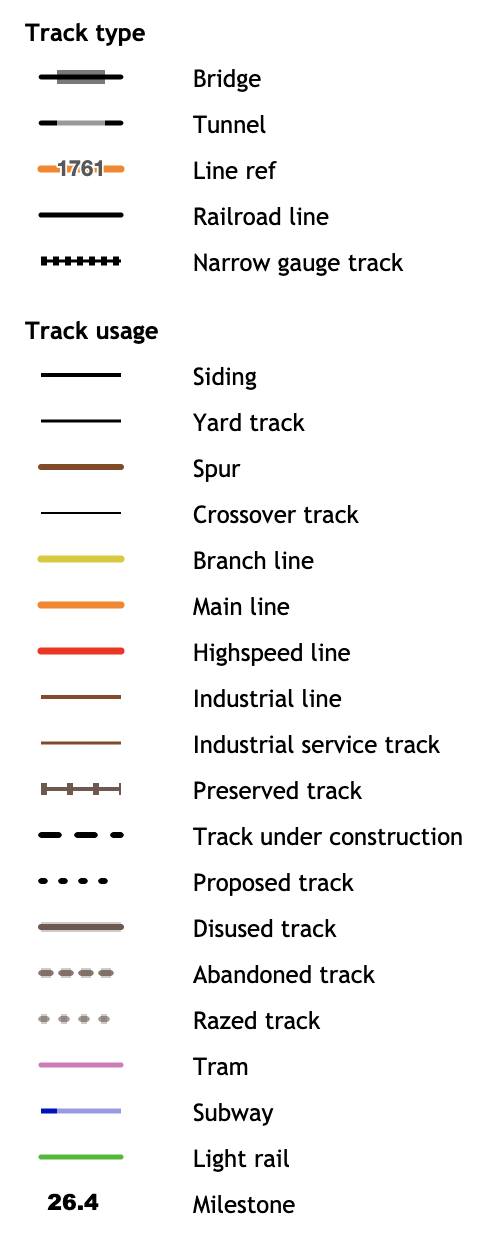 Track type
Bridge
Tunnel
1761 Line ref
Railroad line
Narrow gauge track
Track usage
Siding
Yard track
Spur
Crossover track
Branch line
Main line
Highspeed line
Industrial line
Industrial service track
Preserved track
Track under construction
Proposed track
Disused track
Abandoned track
Razed track
Tram
Subway
Light rail
26.4 Milestone